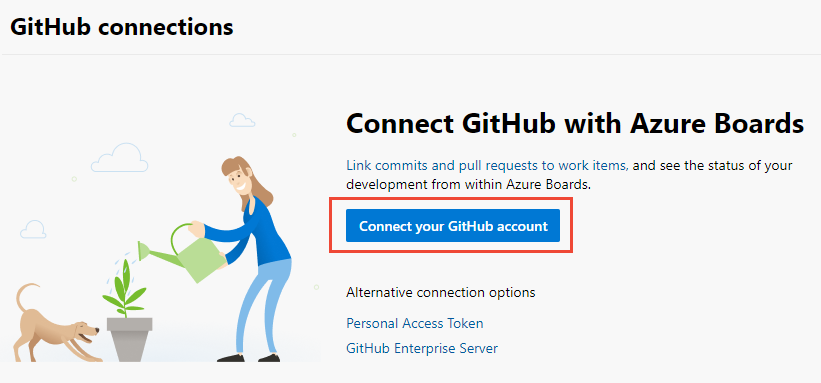 GitHub connections
Connect GitHub with Azure Boards
Link commits and pull requests to work items, and see the status of your
development from within Azure Boards.
Connect your GitHub account
Alternative connection options
Personal Access Token
GitHub Enterprise Server